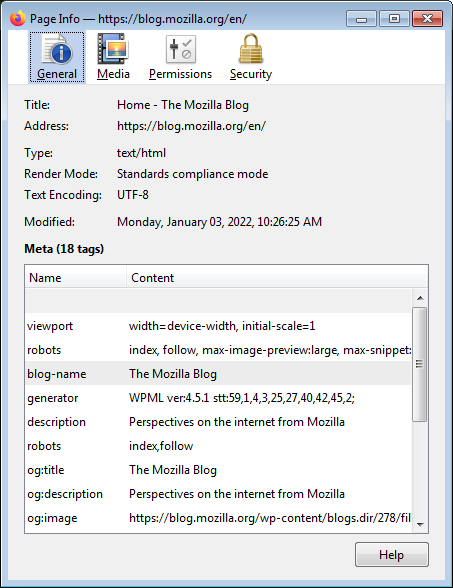 Page Info — https://blog.mozilla.org/en/
General Media Permissions Security
Title: Home - The Mozilla Blog
Address: https://blog.mozilla.org/en/
Type: text/html
Render Mode: Standards compliance mode
Text Encoding: UTF-8
Modified: Monday, January 03, 2022, 10:26:25 AM
Meta (18 tags)
Name Content
viewport width=device-width, initial-scale=1
robots index, follow, max-image-preview:large, max-snippet:
blog-name The Mozilla Blog
generator WPML ver:4.5.1 stt:59,1,4,3,25,27,40,42,45,2;
description Perspectives on the internet from Mozilla
robots index,follow
og:title The Mozilla Blog
og:description Perspectives on the internet from Mozilla
og:image https://blog.mozilla.org/wp-content/blogs.dir/278/fil
Help